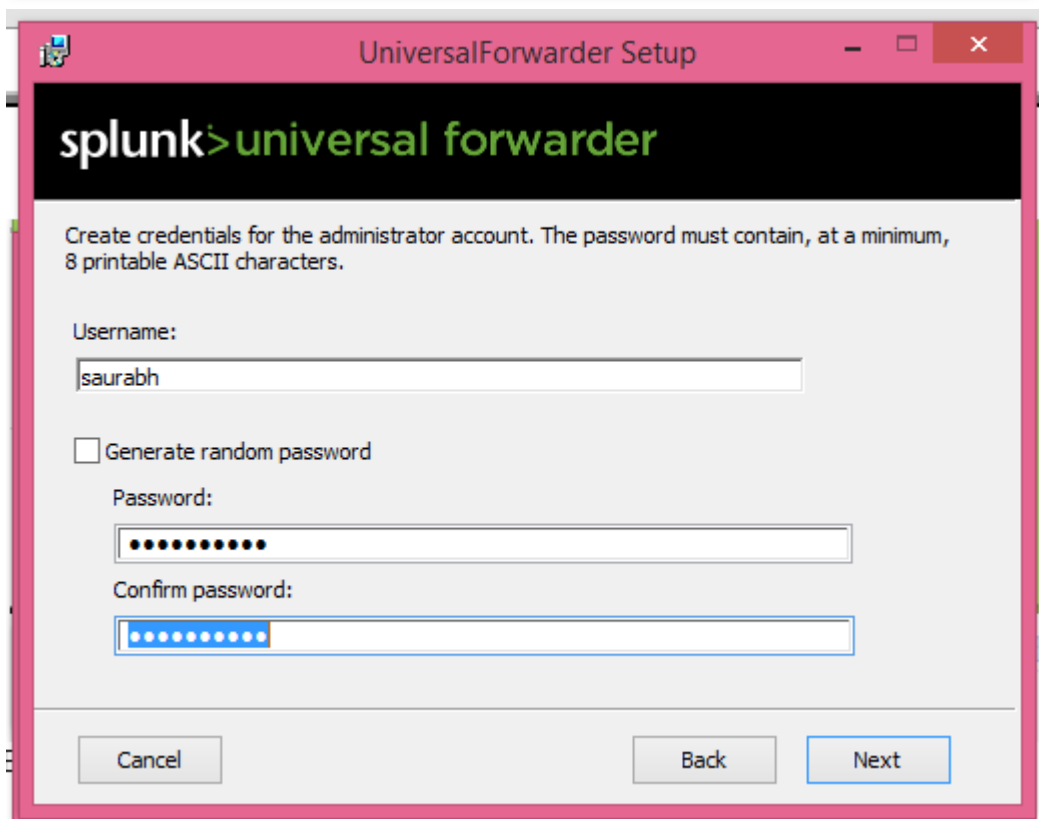 UniversalForwarder Setup
splunk>universal forwarder
Create credentials for the administrator account. The password must contain, at a minimum,
8 printable ASCII characters.
Username:
saurabh
Generate random password
Password:
●●●●●●●●●●
Confirm password:
●●●●●●●●●●
Cancel Back Next